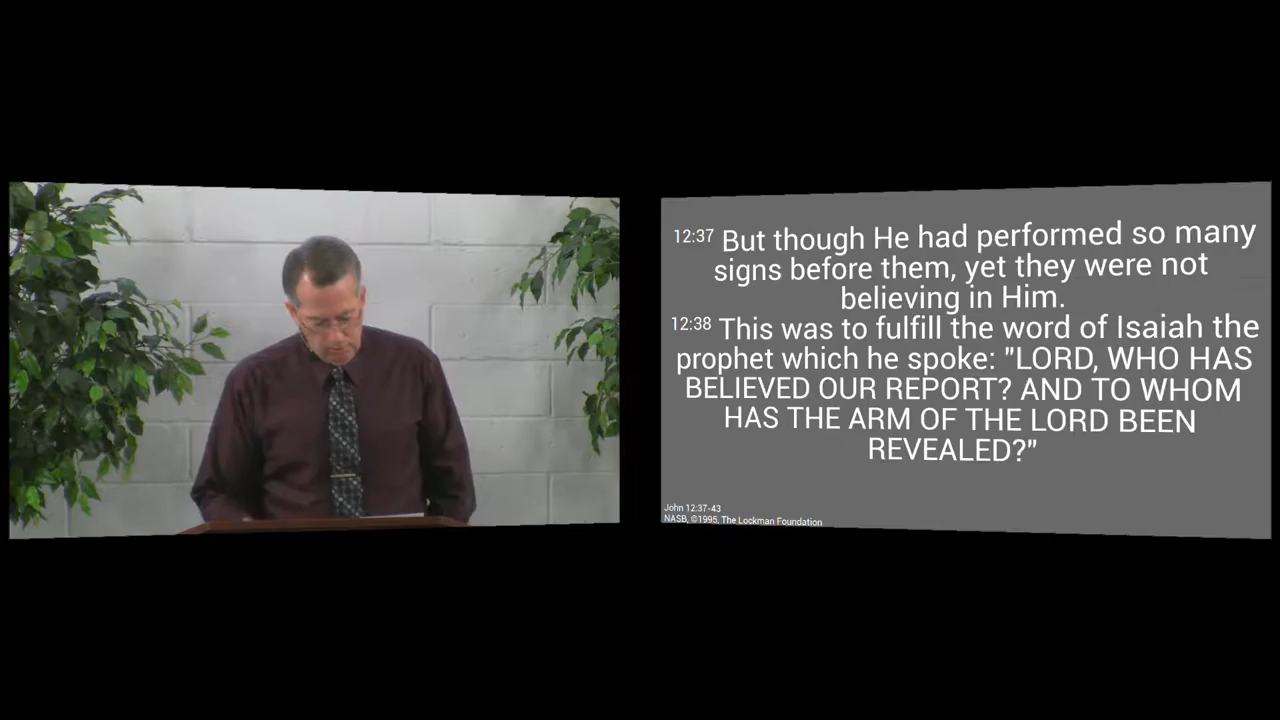 12:37 But though He had performed so many
signs before them, yet they were not
believing in Him.
12:38 This was to fulfill the word of Isaiah the
prophet which he spoke: "LORD, WHO HAS
BELIEVED OUR REPORT? AND TO WHOM
HAS THE ARM OF THE LORD BEEN
REVEALED?"
John 12:37-43
NASB, ©1995, The Lockman Foundation